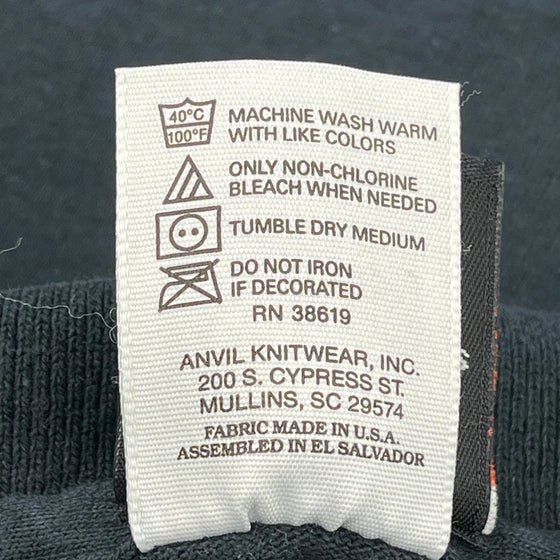 40°C
100°F
MACHINE WASH WARM
WITH LIKE COLORS
ONLY NON-CHLORINE
BLEACH WHEN NEEDED
TUMBLE DRY MEDIUM
DO NOT IRON
IF DECORATED
RN 38619
ANVIL KNITWEAR, INC.
200 S. CYPRESS ST.
MULLINS, SC 29574
FABRIC MADE IN U.S.A.
ASSEMBLED IN EL SALVADOR